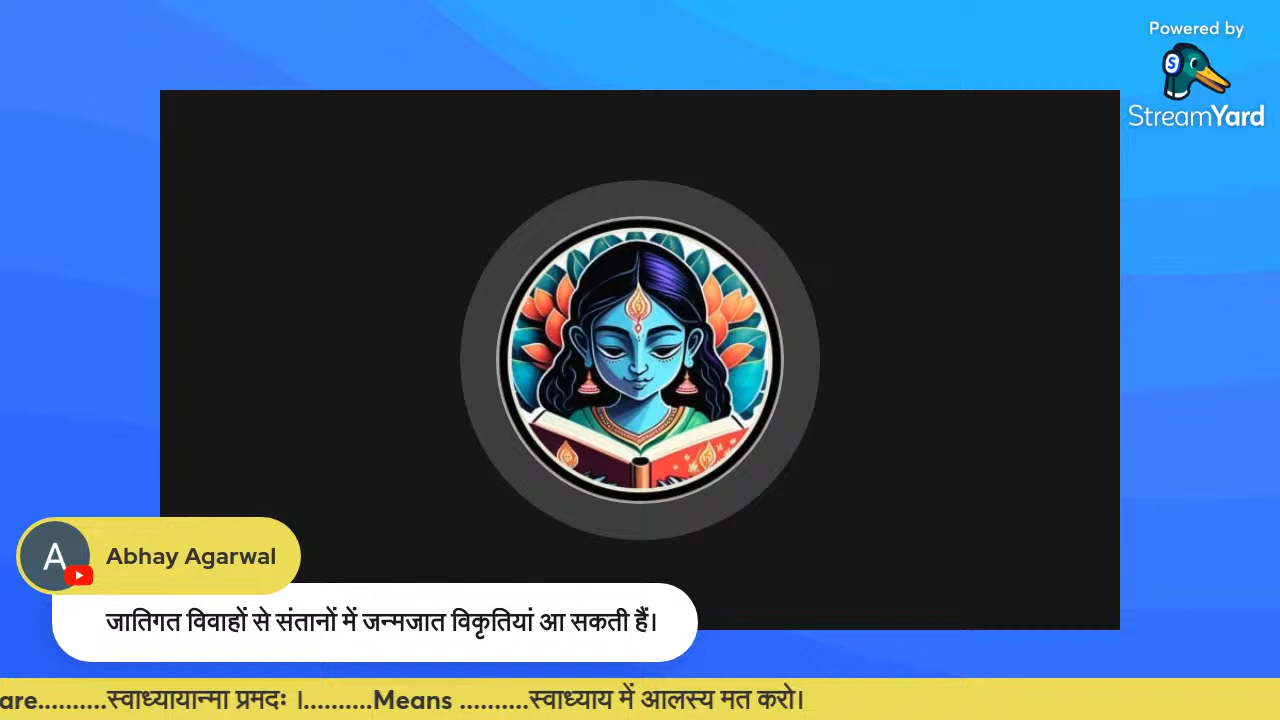 Powered by
StreamYard
A
Abhay Agarwal
जातिगत विवाहों से संतानों में जन्मजात विकृतियां आ सकती हैं।
are..........स्वाध्यायान्मा प्रमदः ।..........Means ..........स्वाध्याय में आलस्य मत करो।